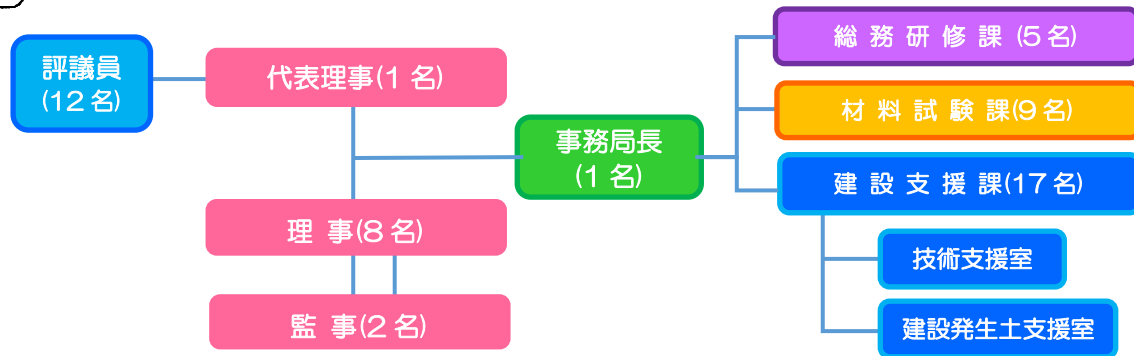 評議員
(12名)
代表理事(1名)
事務局長
(1名)
理 事(8名)
監 事(2名)
総 務 研 修 課 (5名)
材 料 試 験 課(9名)
建 設 支 援 課(17名)
技術支援室
建設発生土支援室